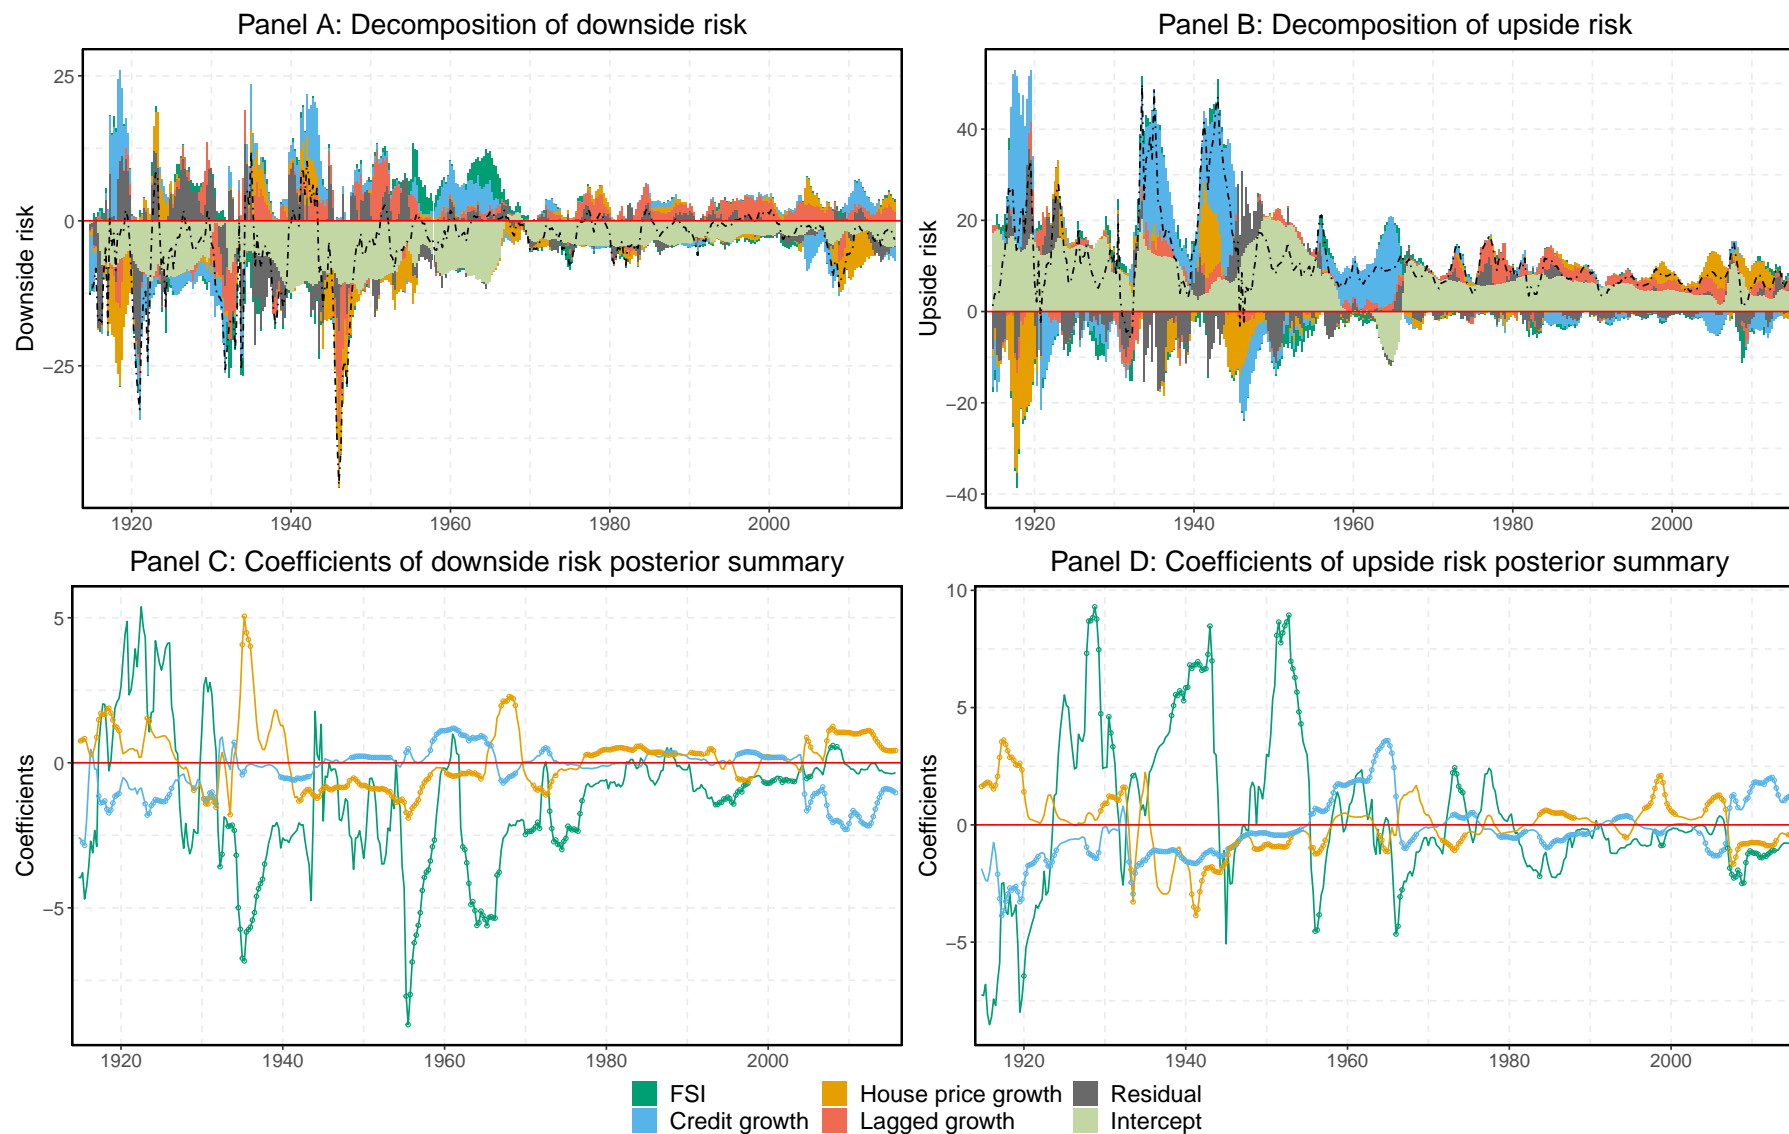 Panel A: Decomposition of downside risk
Panel B: Decomposition of upside risk
Downside risk
25
0
−25
1920 1940 1960 1980 2000
Upside risk
40
20
0
−20
−40
1920 1940 1960 1980 2000
Panel C: Coefficients of downside risk posterior summary
Panel D: Coefficients of upside risk posterior summary
Coefficients
5
0
−5
1920 1940 1960 1980 2000
Coefficients
10
5
0
−5
1920 1940 1960 1980 2000
FSI House price growth Residual
Credit growth Lagged growth Intercept